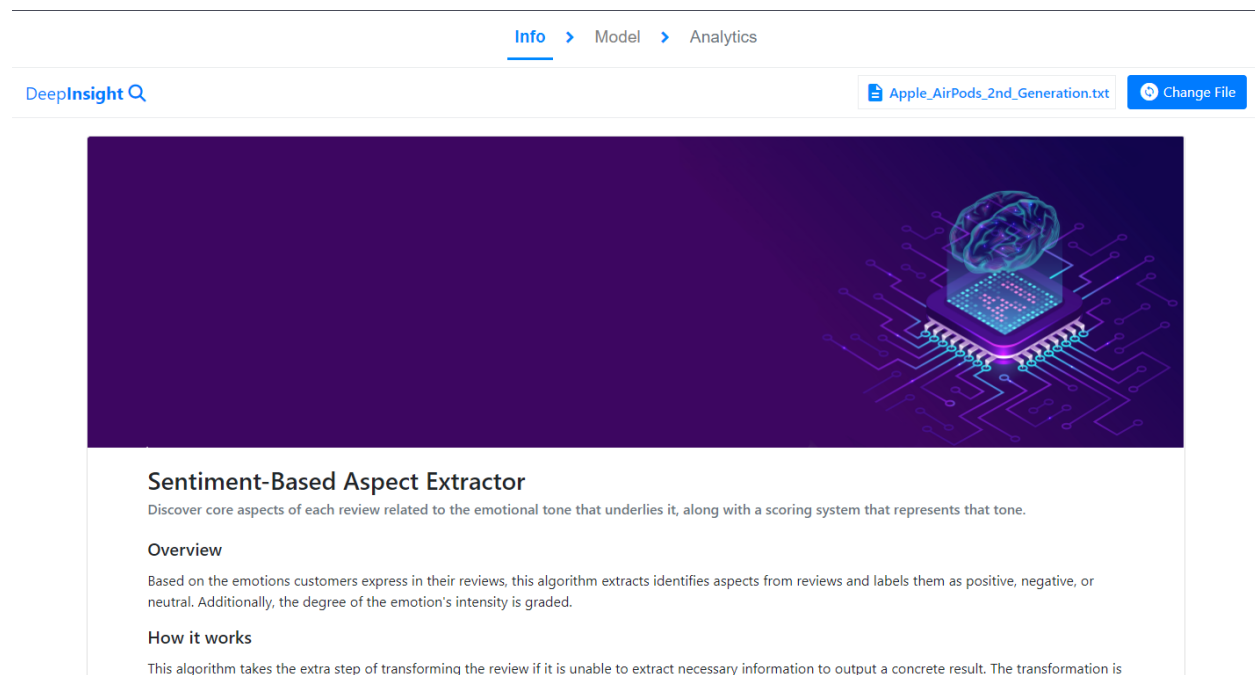 Info > Model > Analytics
DeepInsight
Apple_AirPods_2nd_Generation.txt
Change File
Sentiment-Based Aspect Extractor
Discover core aspects of each review related to the emotional tone that underlies it, along with a scoring system that represents that tone.
Overview
Based on the emotions customers express in their reviews, this algorithm extracts identifies aspects from reviews and labels them as positive, negative, or
neutral. Additionally, the degree of the emotion's intensity is graded.
How it works
This algorithm takes the extra step of transforming the review if it is unable to extract necessary information to output a concrete result. The transformation is